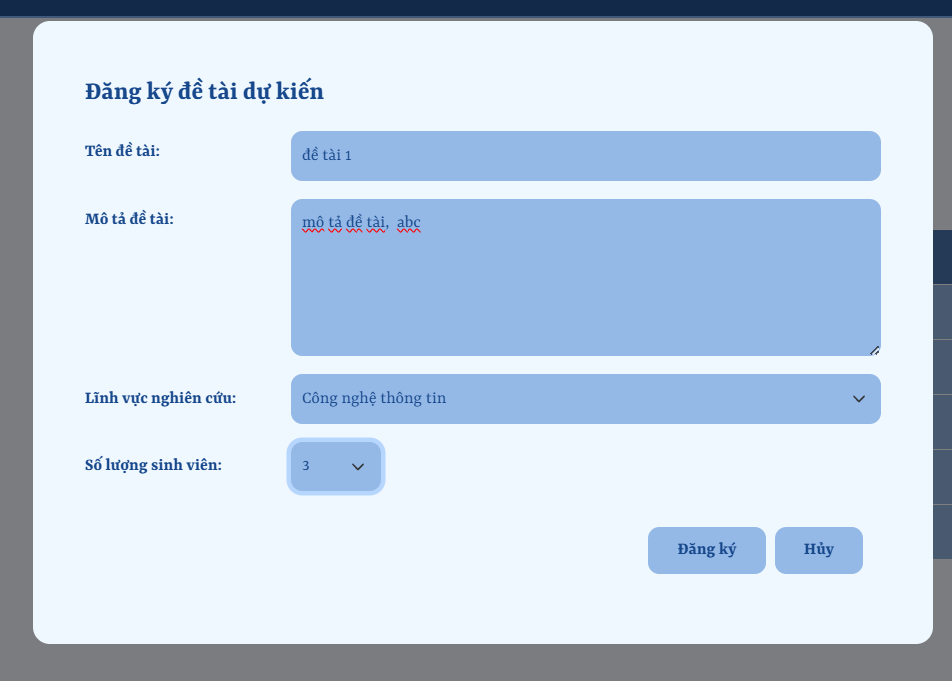 Đăng ký đề tài dự kiến
Tên đề tài:
đề tài 1
Mô tả đề tài:
mô tả đề tài,  abc
Lĩnh vực nghiên cứu:
Công nghệ thông tin
Số lượng sinh viên:
3
Đăng ký
Hủy